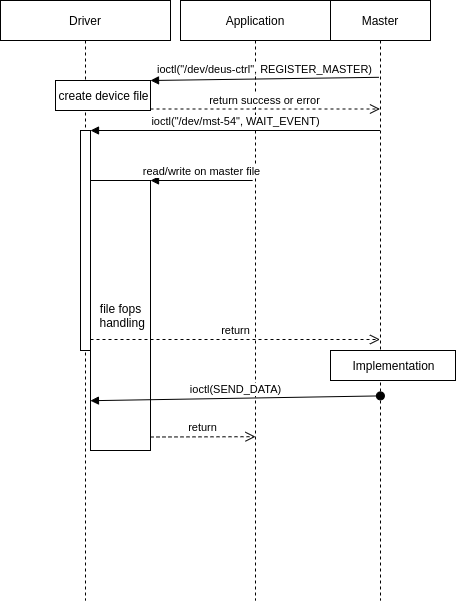 Driver
Application
Master
ioctl("/dev/deus-ctrl", REGISTER_MASTER)
create device file
return success or error
ioctl("/dev/mst-54", WAIT_EVENT)
read/write on master file
file fops
handling
return
Implementation
ioctl(SEND_DATA)
return